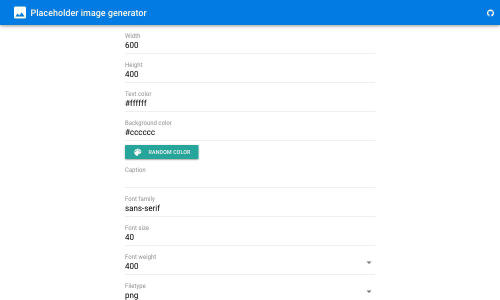 Placeholder image generator
Width
600
Height
400
Text color
#ffffff
Background color
#cccccc
RANDOM COLOR
Caption
Font family
sans-serif
Font size
40
Font weight
400
Filetype
png